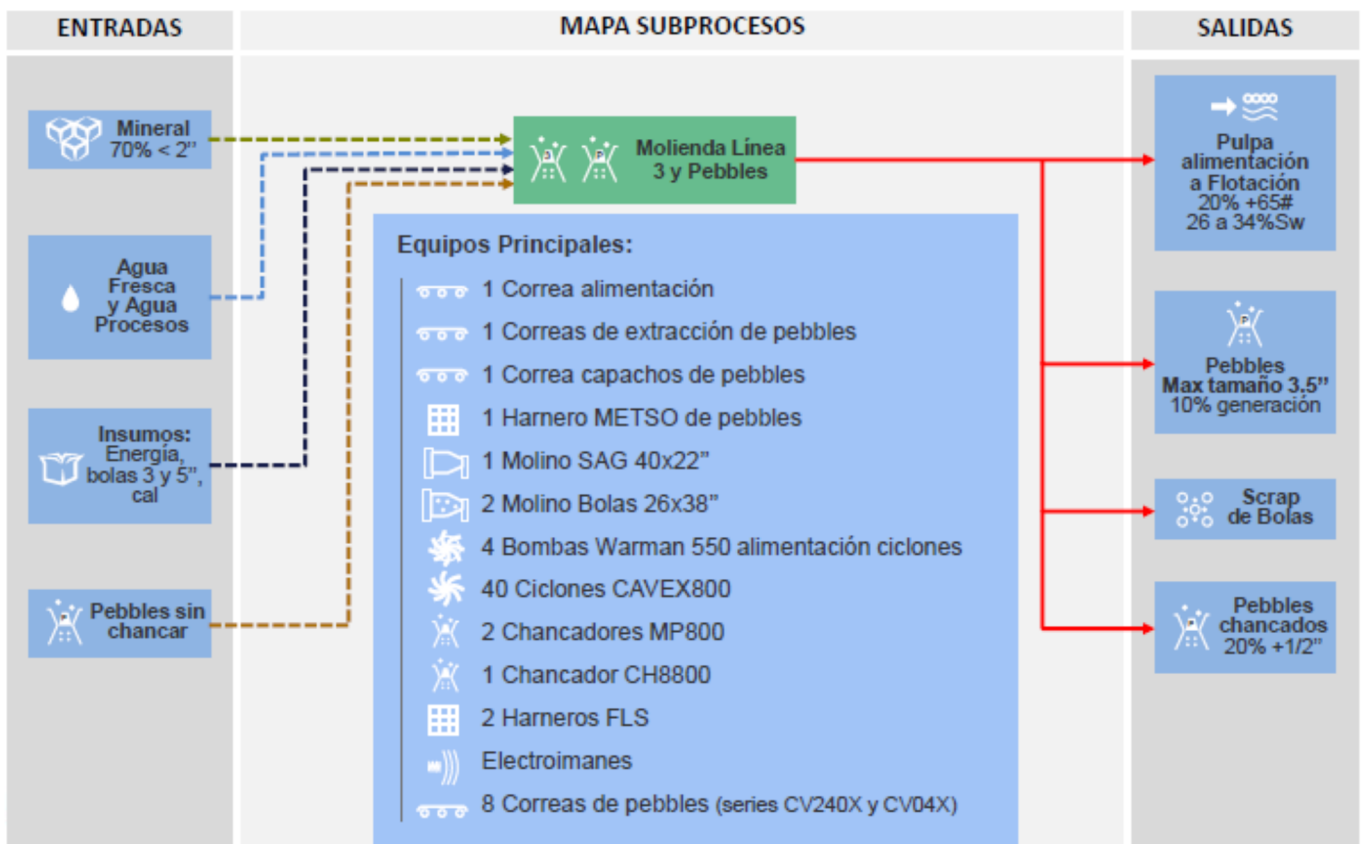 ENTRADAS
MAPA SUBPROCESOS
SALIDAS
Mineral
70% < 2”
Agua
Fresca
y Agua
Procesos
Insumos:
Energía,
bolas 3 y 5”,
cal
Pebbles sin
chancar
Molienda Línea
3 y Pebbles
Equipos Principales:
1 Correa alimentación
1 Correas de extracción de pebbles
1 Correa capachos de pebbles
1 Harnero METSO de pebbles
1 Molino SAG 40x22”
2 Molino Bolas 26x38”
4 Bombas Warman 550 alimentación ciclones
40 Ciclones CAVEX800
2 Chancadores MP800
1 Chancador CH8800
2 Harneros FLS
Electroimanes
8 Correas de pebbles (series CV240X y CV04X)
Pulpa
alimentación
a Flotación
20% +65#
26 a 34%Sw
Pebbles
Max tamaño 3.5”
10% generación
Scrap
de Bolas
Pebbles
chancados
20% +1/2”